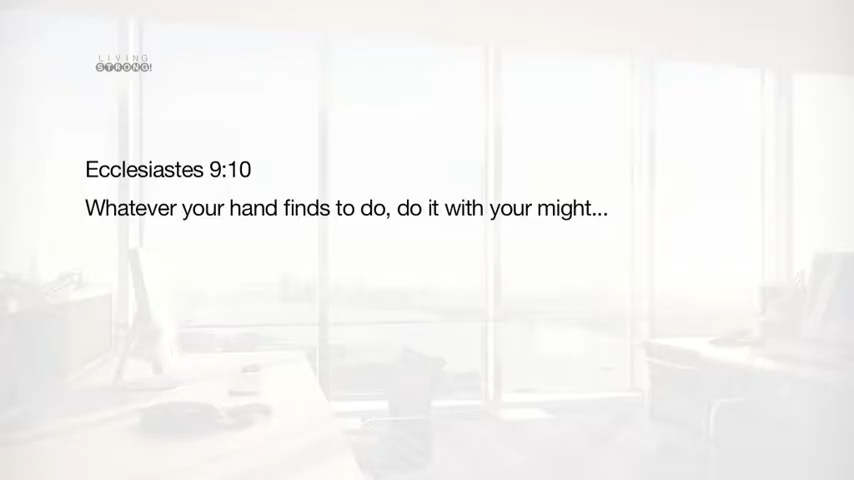 LIVING
STRONG!
Ecclesiastes 9:10
Whatever your hand finds to do, do it with your might...